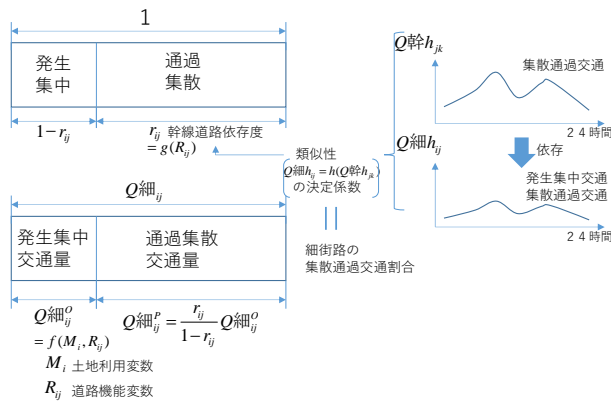 1
発生
集中
通過
集散
1−r_ij
r_ij 幹線道路依存度
= g(R_ij)
Q細_ij
発生集中
交通量
通過集散
交通量
Q細^O_ij
= f(M_i, R_ij)
Q細^P_ij = r_ij / (1−r_ij) Q細^O_ij
M_i 土地利用変数
R_ij 道路機能変数
類似性
Q細h_ij = h(Q幹h_jk)
の決定係数
細街路の
集散通過交通割合
Q幹h_jk
集散通過交通
24時間
Q細h_ij
依存
発生集中交通
集散通過交通
24時間